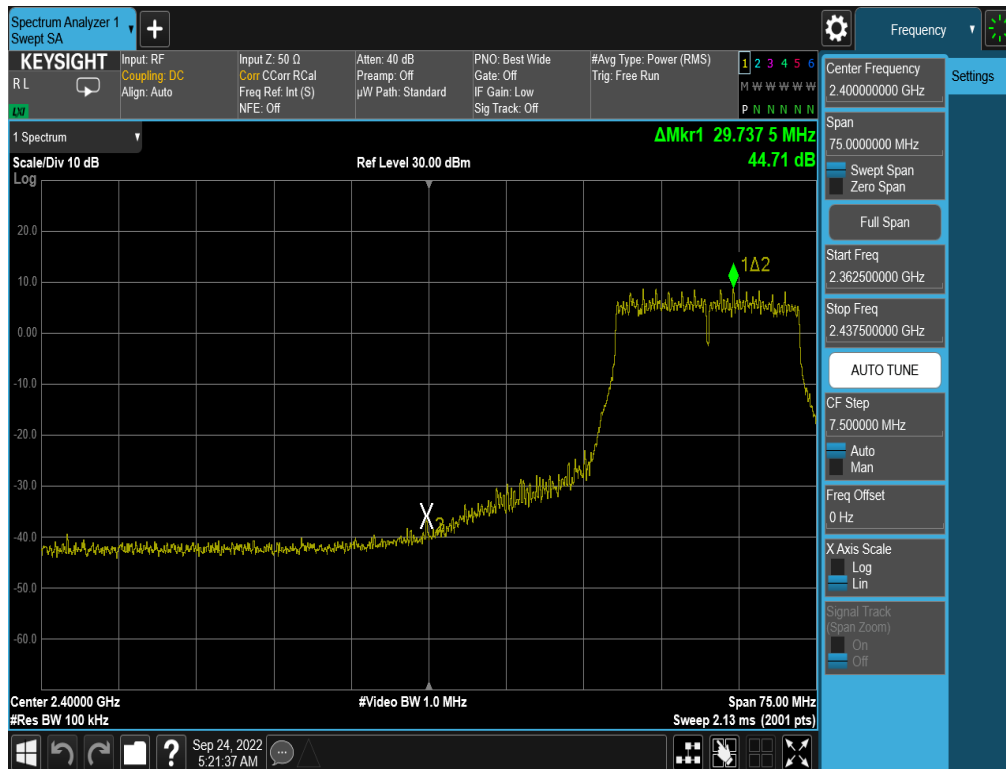 Spectrum Analyzer 1
Swept SA
Frequency
KEYSIGHT
R L
LXI
Input: RF
Coupling: DC
Align: Auto
Input Z: 50 Ω
Corr CCorr RCal
Freq Ref: Int (S)
NFE: Off
Atten: 40 dB
Preamp: Off
µW Path: Standard
PNO: Best Wide
Gate: Off
IF Gain: Low
Sig Track: Off
#Avg Type: Power (RMS)
Trig: Free Run
1 2 3 4 5 6
M W W W W W
P N N N N N
1 Spectrum
ΔMkr1 29.737 5 MHz
44.71 dB
Scale/Div 10 dB
Ref Level 30.00 dBm
Log
20.0
10.0
0.00
-10.0
-20.0
-30.0
-40.0
-50.0
-60.0
1Δ2
X
Center 2.40000 GHz
#Video BW 1.0 MHz
Span 75.00 MHz
#Res BW 100 kHz
Sweep 2.13 ms (2001 pts)
Sep 24, 2022
5:21:37 AM
?
Center Frequency
2.400000000 GHz
Settings
Span
75.0000000 MHz
Swept Span
Zero Span
Full Span
Start Freq
2.362500000 GHz
Stop Freq
2.437500000 GHz
AUTO TUNE
CF Step
7.500000 MHz
Auto
Man
Freq Offset
0 Hz
X Axis Scale
Log
Lin
Signal Track
(Span Zoom)
On
Off